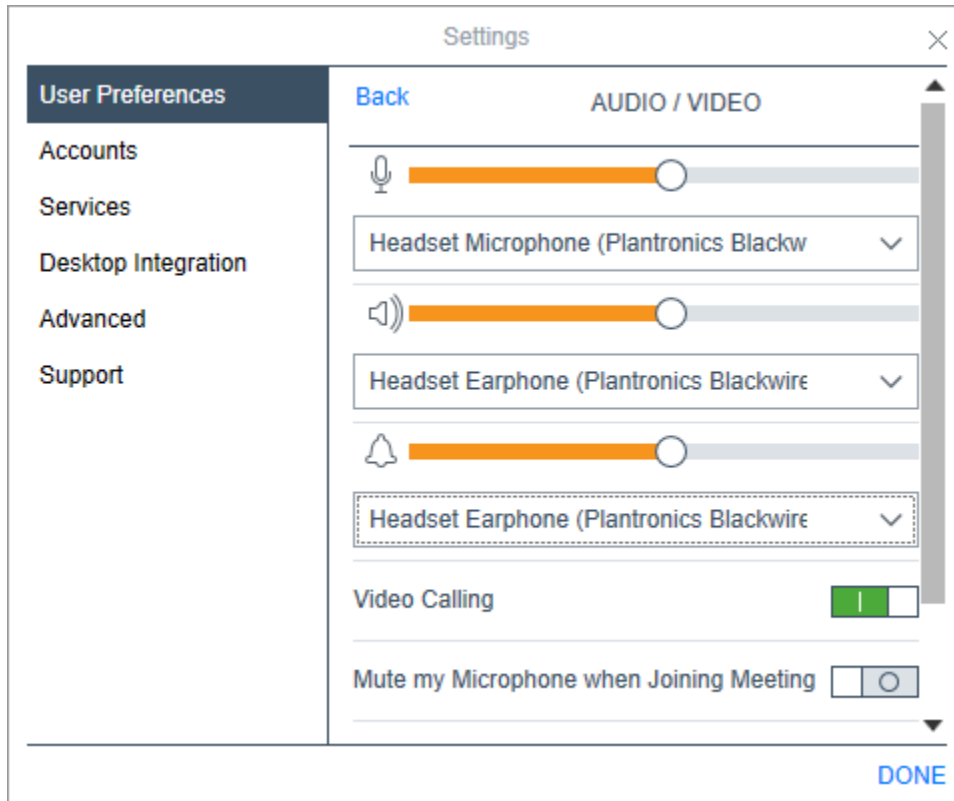 Settings
User Preferences
Accounts
Services
Desktop Integration
Advanced
Support
Back
AUDIO / VIDEO
Headset Microphone (Plantronics Blackw
Headset Earphone (Plantronics Blackwire
Headset Earphone (Plantronics Blackwire
Video Calling
Mute my Microphone when Joining Meeting
DONE